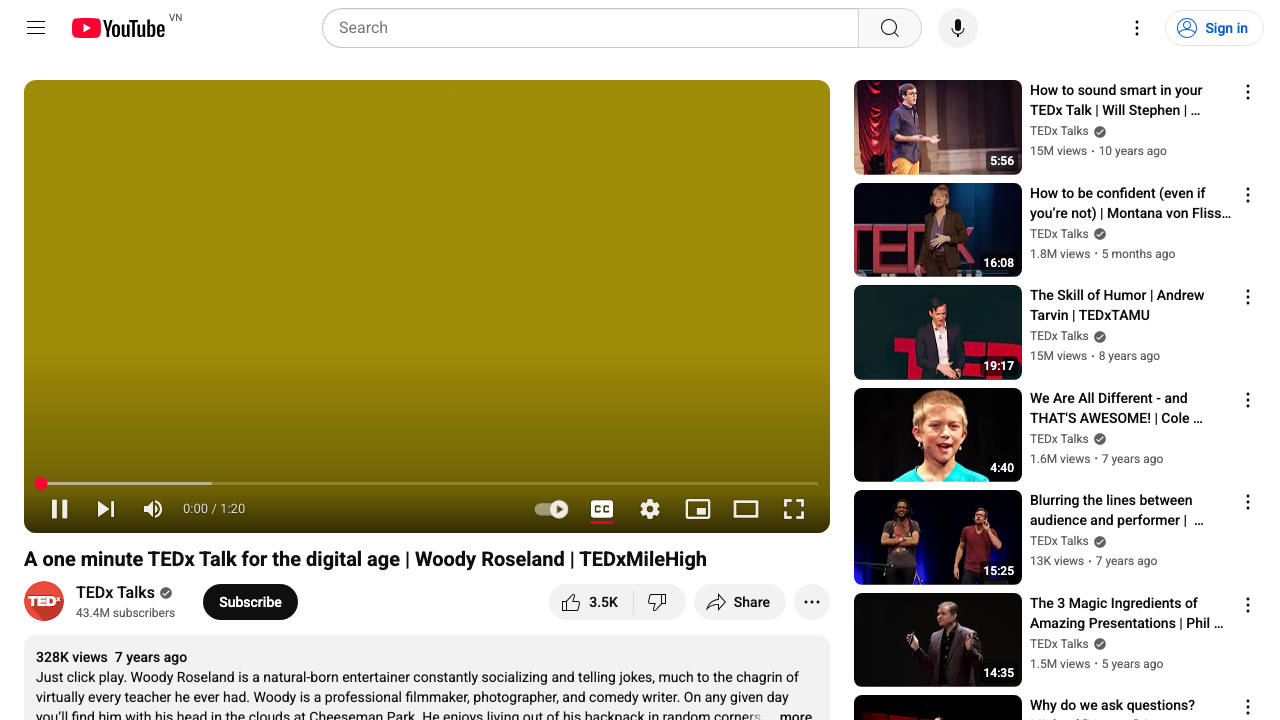 YouTube VN
Search
Sign in
0:00 / 1:20
CC
A one minute TEDx Talk for the digital age | Woody Roseland | TEDxMileHigh
TEDx
TEDx Talks
43.4M subscribers
Subscribe
3.5K
Share
328K views 7 years ago
Just click play. Woody Roseland is a natural-born entertainer constantly socializing and telling jokes, much to the chagrin of
virtually every teacher he ever had. Woody is a professional filmmaker, photographer, and comedy writer. On any given day
you'll find him with his head in the clouds at Cheeseman Park. He enjoys living out of his backpack in random corners ...more
5:56
How to sound smart in your
TEDx Talk | Will Stephen | …
TEDx Talks
15M views • 10 years ago
TEDx
16:08
How to be confident (even if
you’re not) | Montana von Fliss…
TEDx Talks
1.8M views • 5 months ago
TED
19:17
The Skill of Humor | Andrew
Tarvin | TEDxTAMU
TEDx Talks
15M views • 8 years ago
4:40
We Are All Different - and
THAT'S AWESOME! | Cole …
TEDx Talks
1.6M views • 7 years ago
15:25
Blurring the lines between
audience and performer | …
TEDx Talks
13K views • 7 years ago
14:35
The 3 Magic Ingredients of
Amazing Presentations | Phil …
TEDx Talks
1.5M views • 5 years ago
Why do we ask questions?